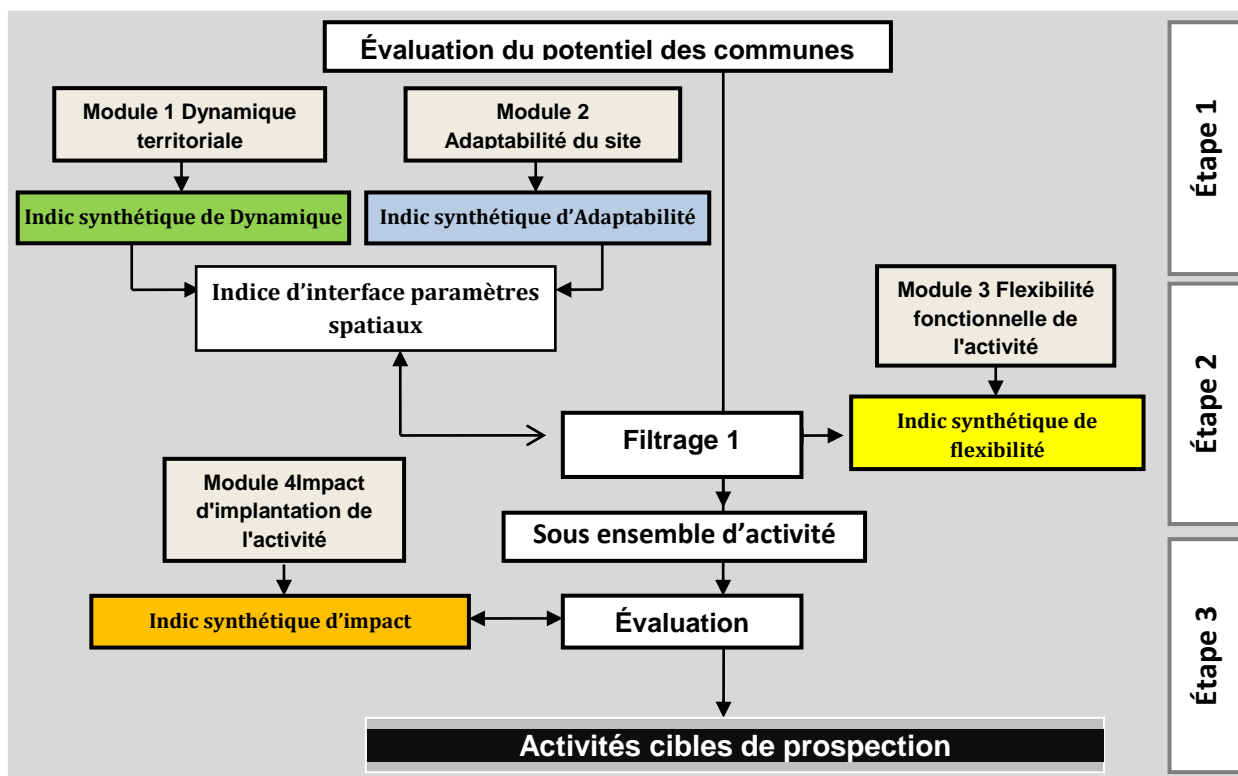 Évaluation du potentiel des communes
Module 1 Dynamique
territoriale
Module 2
Adaptabilité du site
Étape 1
Indic synthétique de Dynamique
Indic synthétique d’Adaptabilité
Indice d’interface paramètres
spatiaux
Module 3 Flexibilité
fonctionnelle de
l'activité
Étape 2
Filtrage 1
Indic synthétique de
flexibilité
Module 4Impact
d'implantation de
l'activité
Sous ensemble d’activité
Indic synthétique d’impact
Évaluation
Étape 3
Activités cibles de prospection